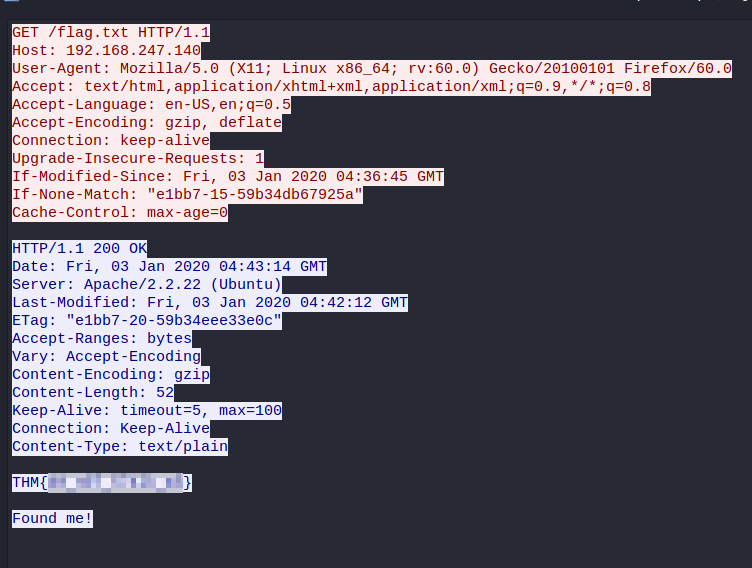 GET /flag.txt HTTP/1.1
Host: 192.168.247.140
User-Agent: Mozilla/5.0 (X11; Linux x86_64; rv:60.0) Gecko/20100101 Firefox/60.0
Accept: text/html,application/xhtml+xml,application/xml;q=0.9,*/*;q=0.8
Accept-Language: en-US,en;q=0.5
Accept-Encoding: gzip, deflate
Connection: keep-alive
Upgrade-Insecure-Requests: 1
If-Modified-Since: Fri, 03 Jan 2020 04:36:45 GMT
If-None-Match: "e1bb7-15-59b34db67925a"
Cache-Control: max-age=0
HTTP/1.1 200 OK
Date: Fri, 03 Jan 2020 04:43:14 GMT
Server: Apache/2.2.22 (Ubuntu)
Last-Modified: Fri, 03 Jan 2020 04:42:12 GMT
ETag: "e1bb7-20-59b34eee33e0c"
Accept-Ranges: bytes
Vary: Accept-Encoding
Content-Encoding: gzip
Content-Length: 52
Keep-Alive: timeout=5, max=100
Connection: Keep-Alive
Content-Type: text/plain
THM{}
Found me!